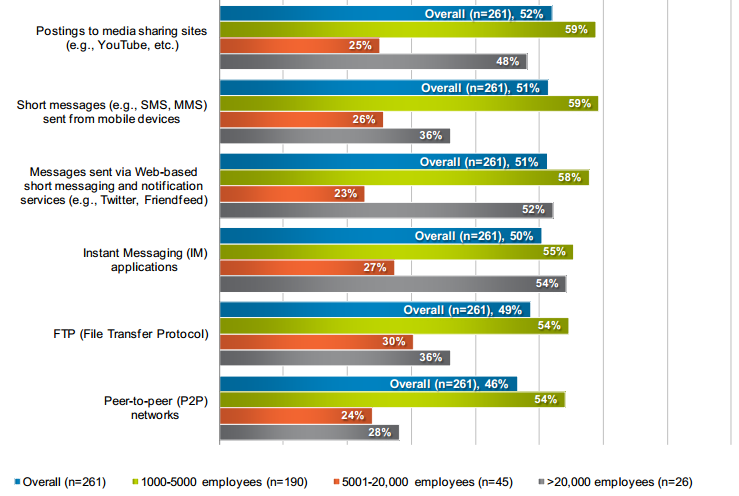 Overall (n=261), 52%
Postings to media sharing sites
(e.g., YouTube, etc.)
59%
25%
48%
Overall (n=261), 51%
Short messages (e.g., SMS, MMS)
sent from mobile devices
59%
26%
36%
Overall (n=261), 51%
Messages sent via Web-based
short messaging and notification
services (e.g., Twitter, Friendfeed)
58%
23%
52%
Overall (n=261), 50%
Instant Messaging (IM)
applications
55%
27%
54%
Overall (n=261), 49%
FTP (File Transfer Protocol)
54%
30%
36%
Overall (n=261), 46%
Peer-to-peer (P2P)
networks
54%
24%
28%
Overall (n=261) 1000-5000 employees (n=190) 5001-20,000 employees (n=45) >20,000 employees (n=26)